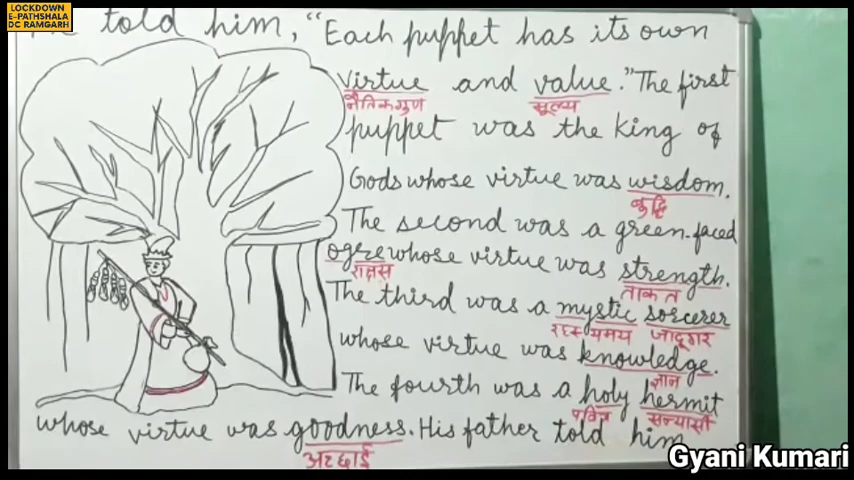 LOCKDOWN
E-PATHSHALA
DC RAMGARH
told him, "Each puppet has its own
virtue and value." The first
नैतिकगुण मूल्य
puppet was the king of
Gods whose virtue was wisdom.
बुद्धि
The second was a green-faced
ogere whose virtue was strength.
राक्षस ताकत
The third was a mystic sorcerer
रहस्यमय जादूगर
whose virtue was knowledge.
ज्ञान
The fourth was a holy hermit
पवित्र सन्यासी
whose virtue was goodness. His father told him
अच्छाई
Gyani Kumari